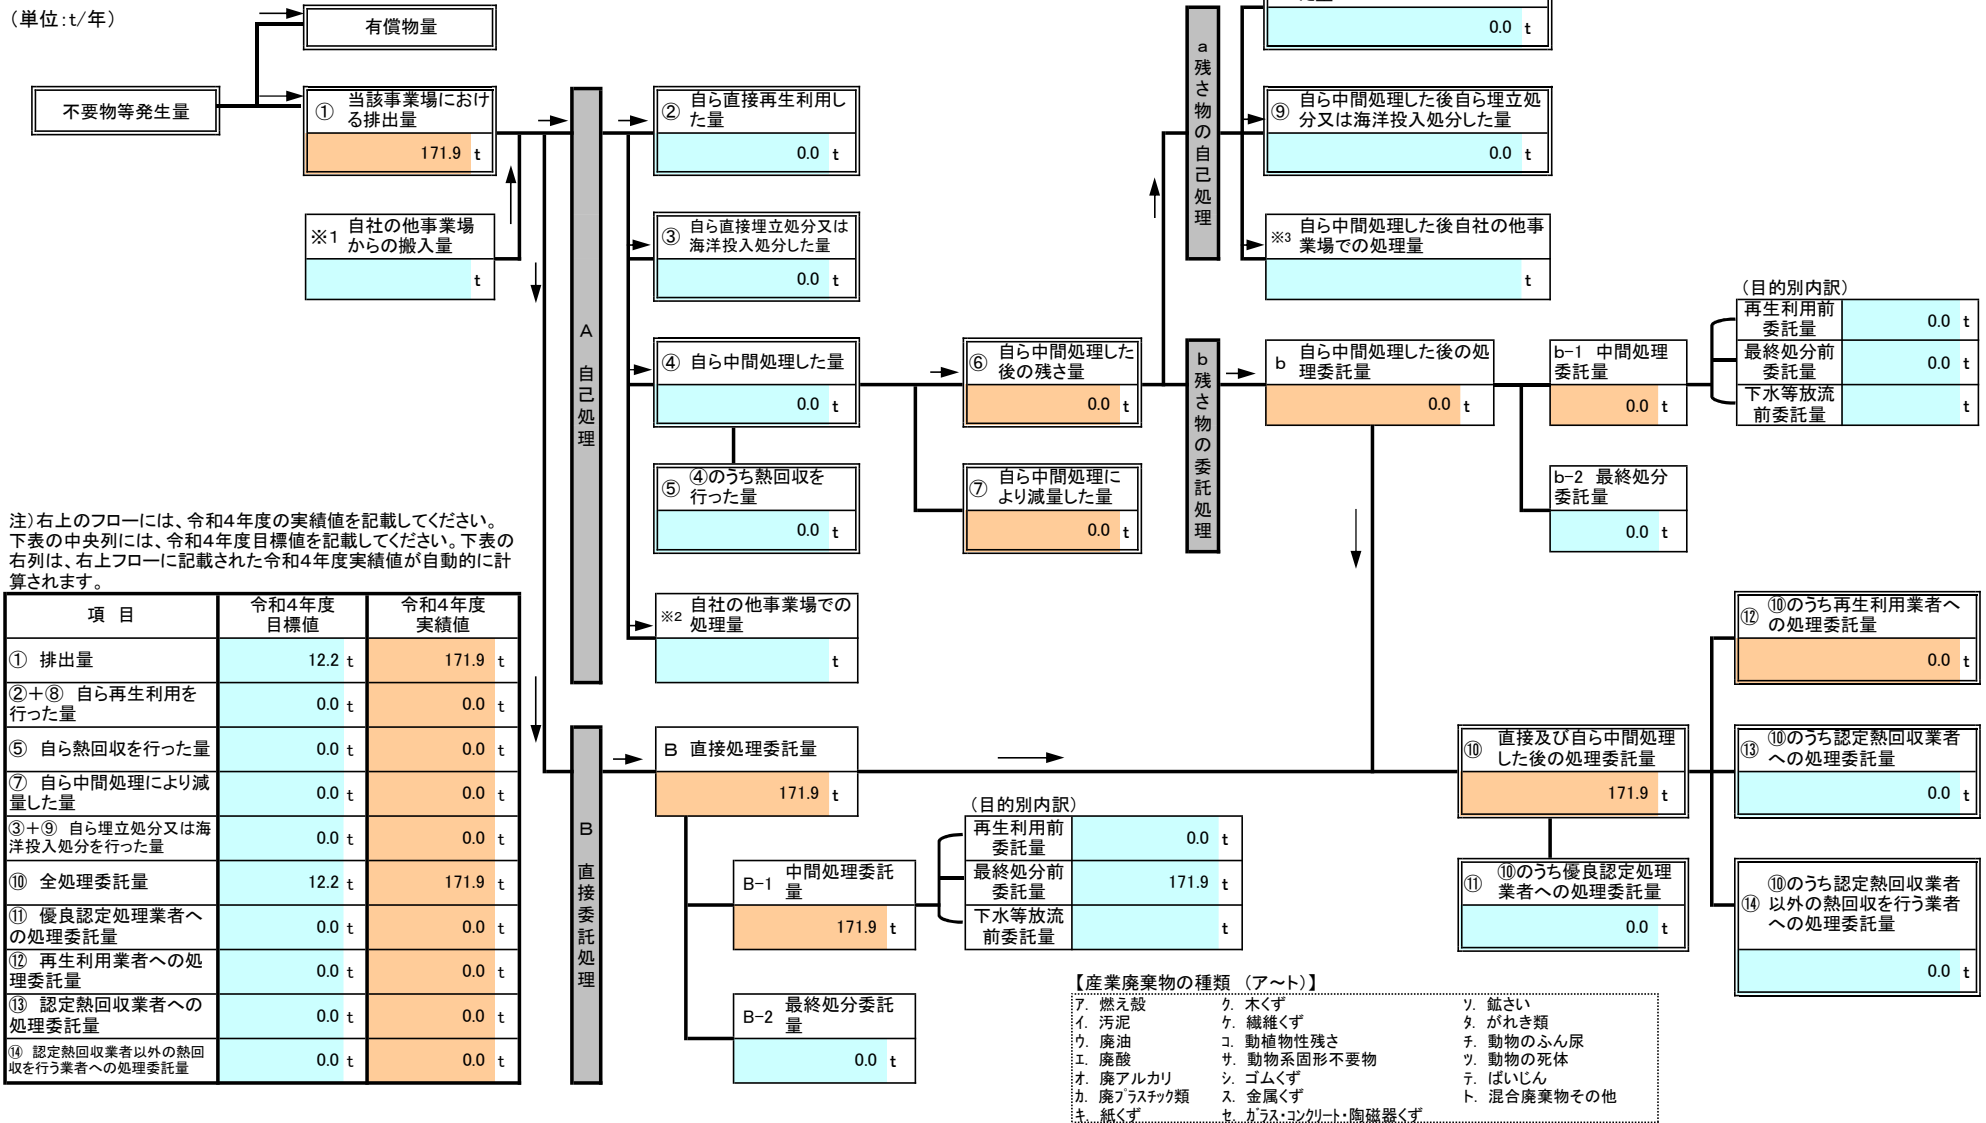 （単位：t/年）
有償物量
不要物等発生量
① 当該事業場におけ
る排出量
171.9 t
※1 自社の他事業場
からの搬入量
t
A 自己処理
② 自ら直接再生利用し
た量
0.0 t
③ 自ら直接埋立処分又は
海洋投入処分した量
0.0 t
④ 自ら中間処理した量
0.0 t
⑤ ④のうち熱回収を
行った量
0.0 t
※2 自社の他事業場での
処理量
t
⑥ 自ら中間処理した
後の残さ量
0.0 t
⑦ 自ら中間処理に
より減量した量
0.0 t
a 残さ物の自己処理
0.0 t
⑨ 自ら中間処理した後自ら埋立処
分又は海洋投入処分した量
0.0 t
※3 自ら中間処理した後自社の他事
業場での処理量
t
b 残さ物の委託処理
b 自ら中間処理した後の処
理委託量
0.0 t
b-1 中間処理
委託量
0.0 t
b-2 最終処分
委託量
0.0 t
（目的別内訳）
再生利用前
委託量 0.0 t
最終処分前
委託量 0.0 t
下水等放流
前委託量 t
注）右上のフローには、令和4年度の実績値を記載してください。
下表の中央列には、令和4年度目標値を記載してください。下表の
右列は、右上フローに記載された令和4年度実績値が自動的に計
算されます。
項 目 令和4年度 目標値 令和4年度 実績値
① 排出量 12.2 t 171.9 t
②＋⑧ 自ら再生利用を
行った量 0.0 t 0.0 t
⑤ 自ら熱回収を行った量 0.0 t 0.0 t
⑦ 自ら中間処理により減
量した量 0.0 t 0.0 t
③＋⑨ 自ら埋立処分又は海
洋投入処分を行った量 0.0 t 0.0 t
⑩ 全処理委託量 12.2 t 171.9 t
⑪ 優良認定処理業者へ
の処理委託量 0.0 t 0.0 t
⑫ 再生利用業者への処
理委託量 0.0 t 0.0 t
⑬ 認定熱回収業者への
処理委託量 0.0 t 0.0 t
⑭ 認定熱回収業者以外の熱回
収を行う業者への処理委託量 0.0 t 0.0 t
B 直接委託処理
B 直接処理委託量
171.9 t
B-1 中間処理委託
量
171.9 t
B-2 最終処分委託
量
0.0 t
（目的別内訳）
再生利用前
委託量 0.0 t
最終処分前
委託量 171.9 t
下水等放流
前委託量 t
⑩ 直接及び自ら中間処理
した後の処理委託量
171.9 t
⑪ ⑩のうち優良認定処理
業者への処理委託量
0.0 t
⑫ ⑩のうち再生利用業者へ
の処理委託量
0.0 t
⑬ ⑩のうち認定熱回収業者
への処理委託量
0.0 t
⑭ ⑩のうち認定熱回収業者
以外の熱回収を行う業者
への処理委託量
0.0 t
【産業廃棄物の種類 （ア～ト）】
ア. 燃え殻 ク. 木くず ソ. 鉱さい
イ. 汚泥 ケ. 繊維くず タ. がれき類
ウ. 廃油 コ. 動植物性残さ チ. 動物のふん尿
エ. 廃酸 サ. 動物系固形不要物 ツ. 動物の死体
オ. 廃アルカリ シ. ゴムくず テ. ばいじん
カ. 廃プラスチック類 ス. 金属くず ト. 混合廃棄物その他
キ. 紙くず セ. ガラス・コンクリート・陶磁器くず